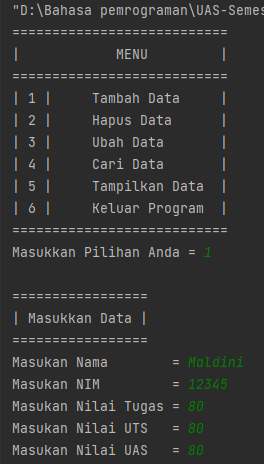 "D:\Bahasa pemrograman\UAS-Semes
===========================
|            MENU         |
===========================
| 1 |     Tambah Data     |
| 2 |     Hapus Data      |
| 3 |     Ubah Data       |
| 4 |     Cari Data       |
| 5 |     Tampilkan Data  |
| 6 |     Keluar Program  |
===========================
Masukkan Pilihan Anda = 1
=================
| Masukkan Data |
=================
Masukan Nama        = Maldini
Masukan NIM         = 12345
Masukan Nilai Tugas = 80
Masukan Nilai UTS   = 80
Masukan Nilai UAS   = 80